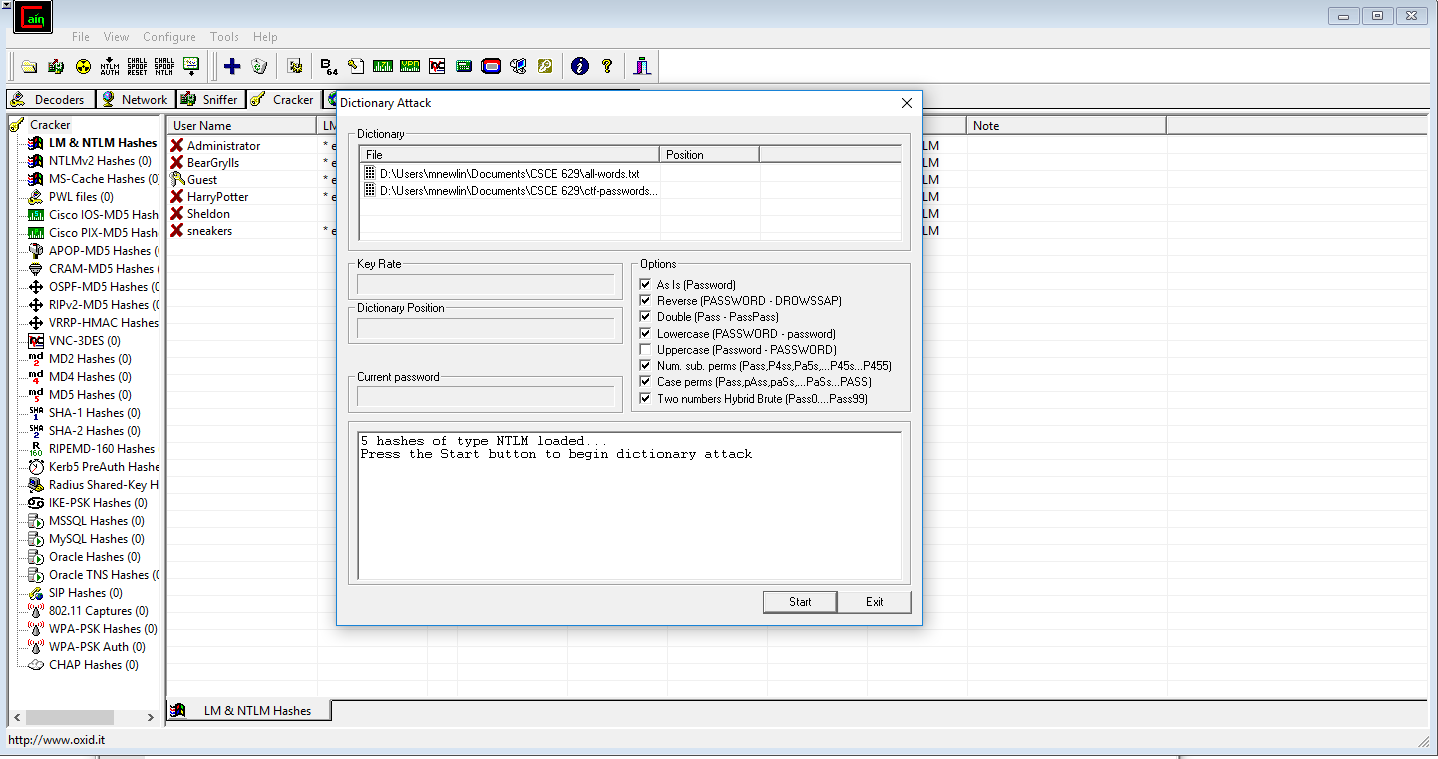 Cain
File View Configure Tools Help
NTLM AUTH CHALL SPOOF RESET CHALL SPOOF NTLM B 64 VPN
Decoders Network Sniffer Cracker
Cracker
LM & NTLM Hashes
NTLMv2 Hashes (0)
MS-Cache Hashes (0)
PWL files (0)
Cisco IOS-MD5 Hash
Cisco PIX-MD5 Hash
APOP-MD5 Hashes (
CRAM-MD5 Hashes (
OSPF-MD5 Hashes (0
RIPv2-MD5 Hashes (
VRRP-HMAC Hashes
VNC-3DES (0)
MD2 Hashes (0)
MD4 Hashes (0)
MD5 Hashes (0)
SHA-1 Hashes (0)
SHA-2 Hashes (0)
RIPEMD-160 Hashes
Kerb5 PreAuth Hashe
Radius Shared-Key H
IKE-PSK Hashes (0)
MSSQL Hashes (0)
MySQL Hashes (0)
Oracle Hashes (0)
Oracle TNS Hashes (0
SIP Hashes (0)
802.11 Captures (0)
WPA-PSK Hashes (0)
WPA-PSK Auth (0)
CHAP Hashes (0)
User Name LM Note
Administrator * e LM
BearGrylls * e LM
Guest * e LM
HarryPotter * e LM
Sheldon LM
sneakers * e LM
Dictionary Attack
Dictionary
File Position
D:\Users\mnewlin\Documents\CSCE 629\all-words.txt
D:\Users\mnewlin\Documents\CSCE 629\ctf-passwords...
Key Rate
Dictionary Position
Current password
Options
As Is (Password)
Reverse (PASSWORD - DROWSSAP)
Double (Pass - PassPass)
Lowercase (PASSWORD - password)
Uppercase (Password - PASSWORD)
Num. sub. perms (Pass,P4ss,Pa5s,...P45s...P455)
Case perms (Pass,pAss,paSs,...PaSs...PASS)
Two numbers Hybrid Brute (Pass0....Pass99)
5 hashes of type NTLM loaded...
Press the Start button to begin dictionary attack
Start Exit
LM & NTLM Hashes
http://www.oxid.it